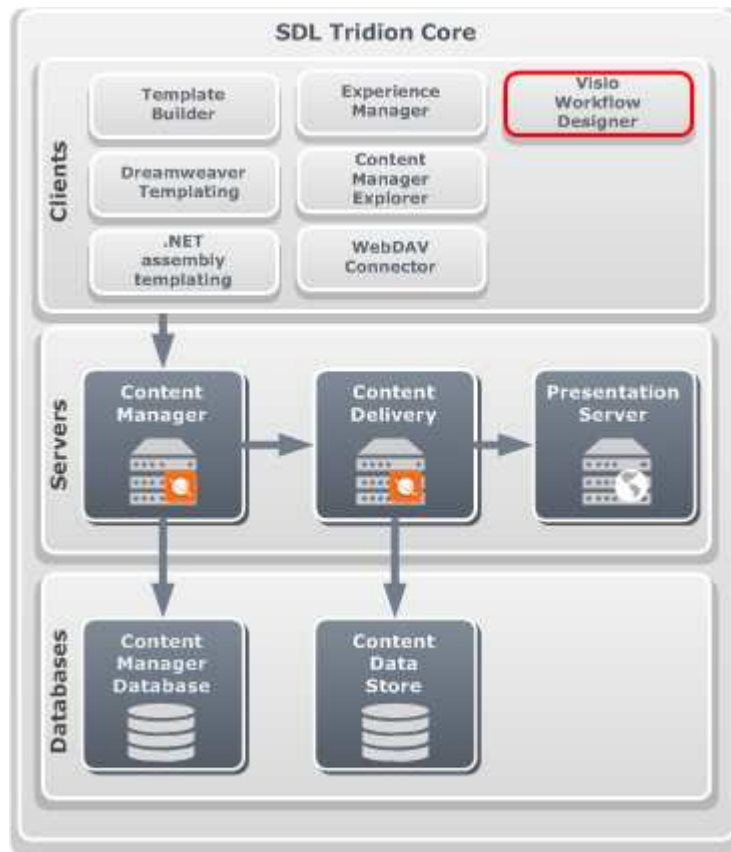 SDL Tridion Core
Clients
Template
Builder
Experience
Manager
Visio
Workflow
Designer
Dreamweaver
Templating
Content
Manager
Explorer
.NET
assembly
templating
WebDAV
Connector
Servers
Content
Manager
Content
Delivery
Presentation
Server
Databases
Content
Manager
Database
Content
Data
Store